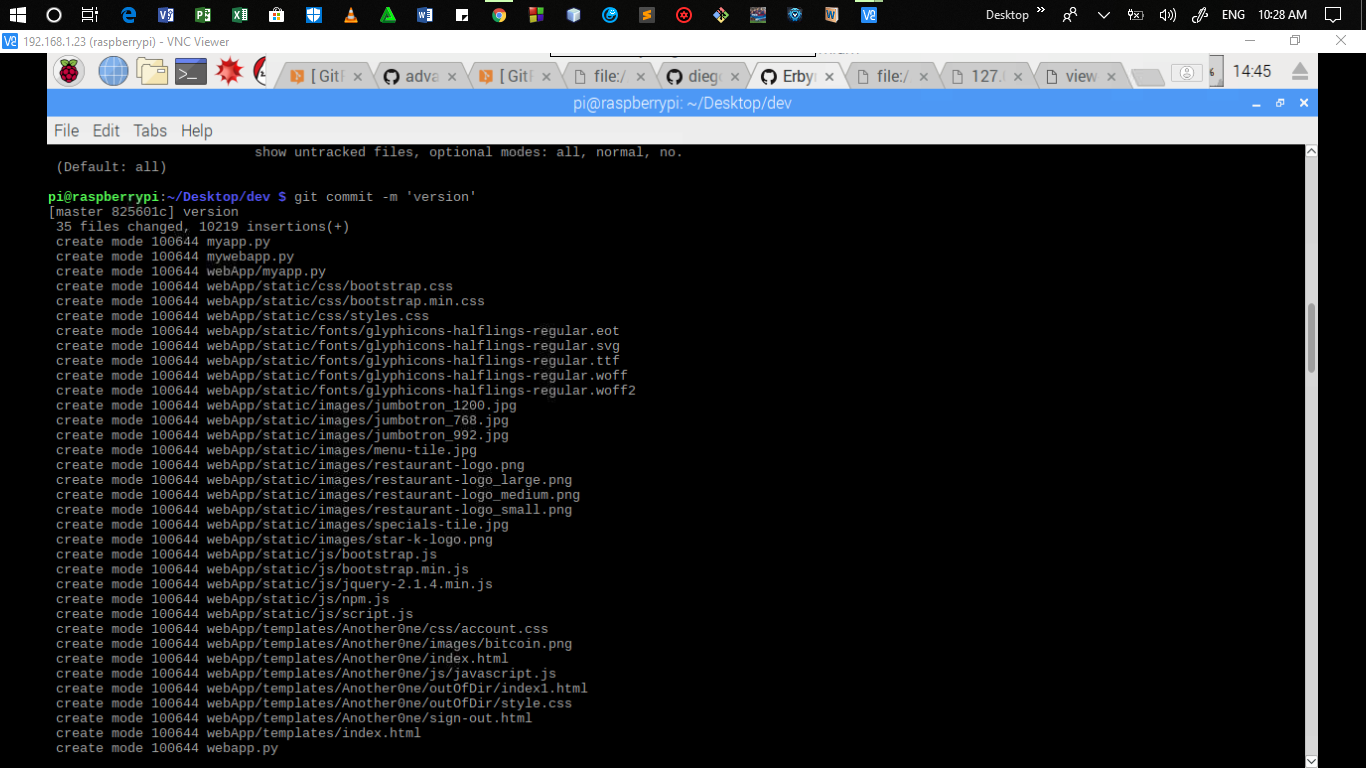 Desktop
ENG 10:28 AM
192.168.1.23 (raspberrypi) - VNC Viewer
[ Git
adva
[ Git
file:/
dieg
Erby
file:/
127.
view
14:45
pi@raspberrypi: ~/Desktop/dev
File Edit Tabs Help
show untracked files, optional modes: all, normal, no.
(Default: all)
pi@raspberrypi:~/Desktop/dev $ git commit -m 'version'
[master 825601c] version
35 files changed, 10219 insertions(+)
create mode 100644 myapp.py
create mode 100644 mywebapp.py
create mode 100644 webApp/myapp.py
create mode 100644 webApp/static/css/bootstrap.css
create mode 100644 webApp/static/css/bootstrap.min.css
create mode 100644 webApp/static/css/styles.css
create mode 100644 webApp/static/fonts/glyphicons-halflings-regular.eot
create mode 100644 webApp/static/fonts/glyphicons-halflings-regular.svg
create mode 100644 webApp/static/fonts/glyphicons-halflings-regular.ttf
create mode 100644 webApp/static/fonts/glyphicons-halflings-regular.woff
create mode 100644 webApp/static/fonts/glyphicons-halflings-regular.woff2
create mode 100644 webApp/static/images/jumbotron_1200.jpg
create mode 100644 webApp/static/images/jumbotron_768.jpg
create mode 100644 webApp/static/images/jumbotron_992.jpg
create mode 100644 webApp/static/images/menu-tile.jpg
create mode 100644 webApp/static/images/restaurant-logo.png
create mode 100644 webApp/static/images/restaurant-logo_large.png
create mode 100644 webApp/static/images/restaurant-logo_medium.png
create mode 100644 webApp/static/images/restaurant-logo_small.png
create mode 100644 webApp/static/images/specials-tile.jpg
create mode 100644 webApp/static/images/star-k-logo.png
create mode 100644 webApp/static/js/bootstrap.js
create mode 100644 webApp/static/js/bootstrap.min.js
create mode 100644 webApp/static/js/jquery-2.1.4.min.js
create mode 100644 webApp/static/js/npm.js
create mode 100644 webApp/static/js/script.js
create mode 100644 webApp/templates/Another0ne/css/account.css
create mode 100644 webApp/templates/Another0ne/images/bitcoin.png
create mode 100644 webApp/templates/Another0ne/index.html
create mode 100644 webApp/templates/Another0ne/js/javascript.js
create mode 100644 webApp/templates/Another0ne/outOfDir/index1.html
create mode 100644 webApp/templates/Another0ne/outOfDir/style.css
create mode 100644 webApp/templates/Another0ne/sign-out.html
create mode 100644 webApp/templates/index.html
create mode 100644 webapp.py